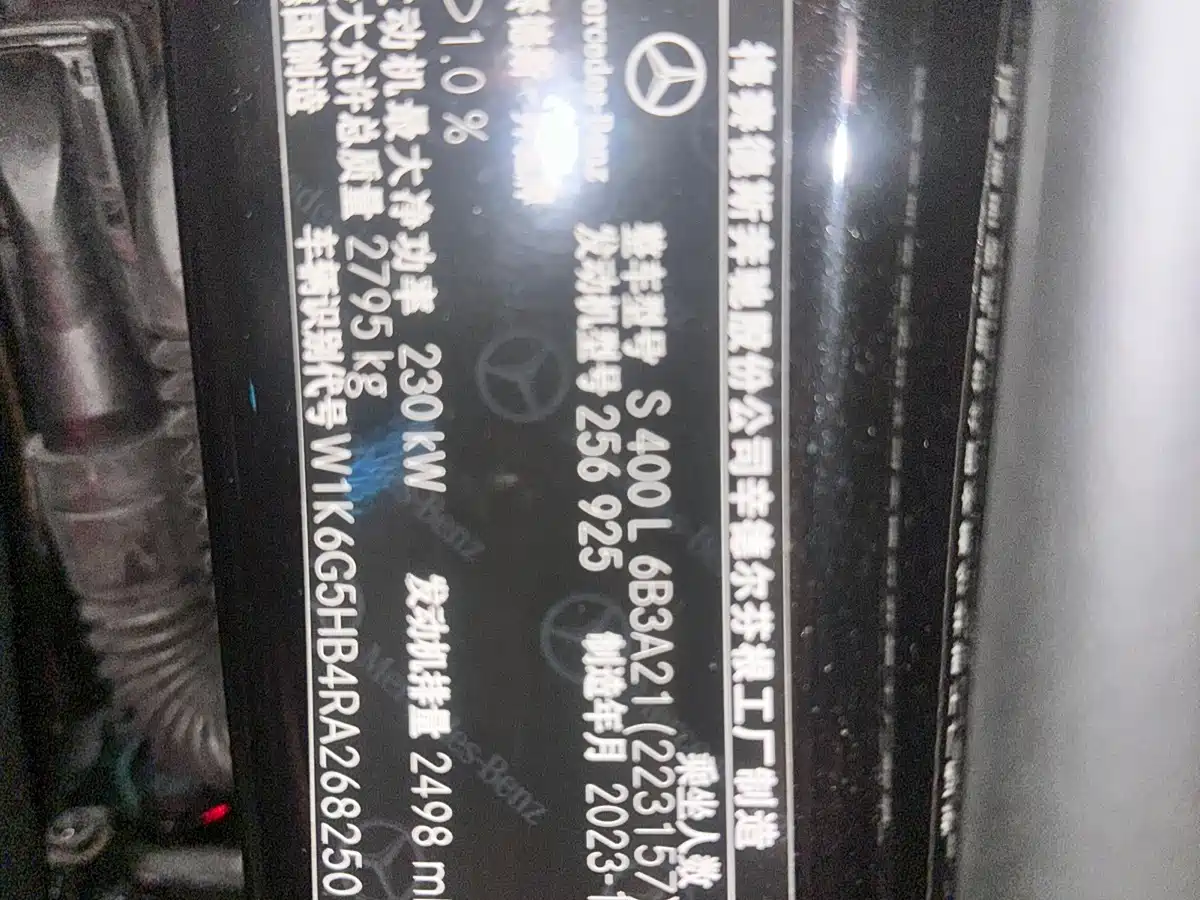 梅赛德斯奔驰股份公司辛德尔芬根工厂制造
乘坐人数
整车型号 S 400 L 6B3A21 (223157)
发动机型号 256 925 制造年月 2023-1
>1.0 %
发动机最大净功率 230 kW 发动机排量 2498 ml
最大允许总质量 2795 kg
德国制造 车辆识别代号 W1K6G5HB4RA268250
Mercedes-Benz